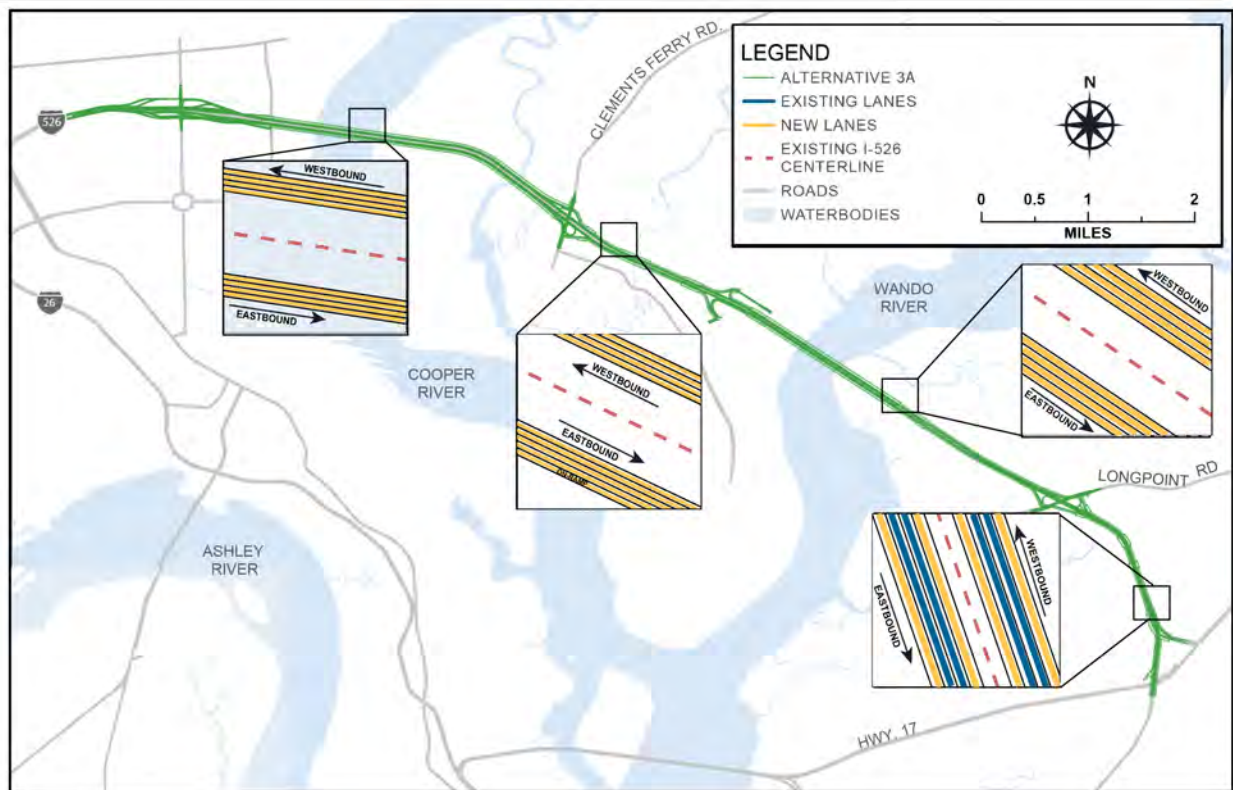 CLEMENTS FERRY RD.
LEGEND
ALTERNATIVE 3A
EXISTING LANES
NEW LANES
EXISTING I-526
CENTERLINE
ROADS
WATERBODIES
N
0 0.5 1 2
MILES
526
WESTBOUND
EASTBOUND
26
COOPER
RIVER
WESTBOUND
EASTBOUND
WANDO
RIVER
WESTBOUND
EASTBOUND
LONGPOINT RD
ASHLEY
RIVER
WESTBOUND
EASTBOUND
HWY. 17